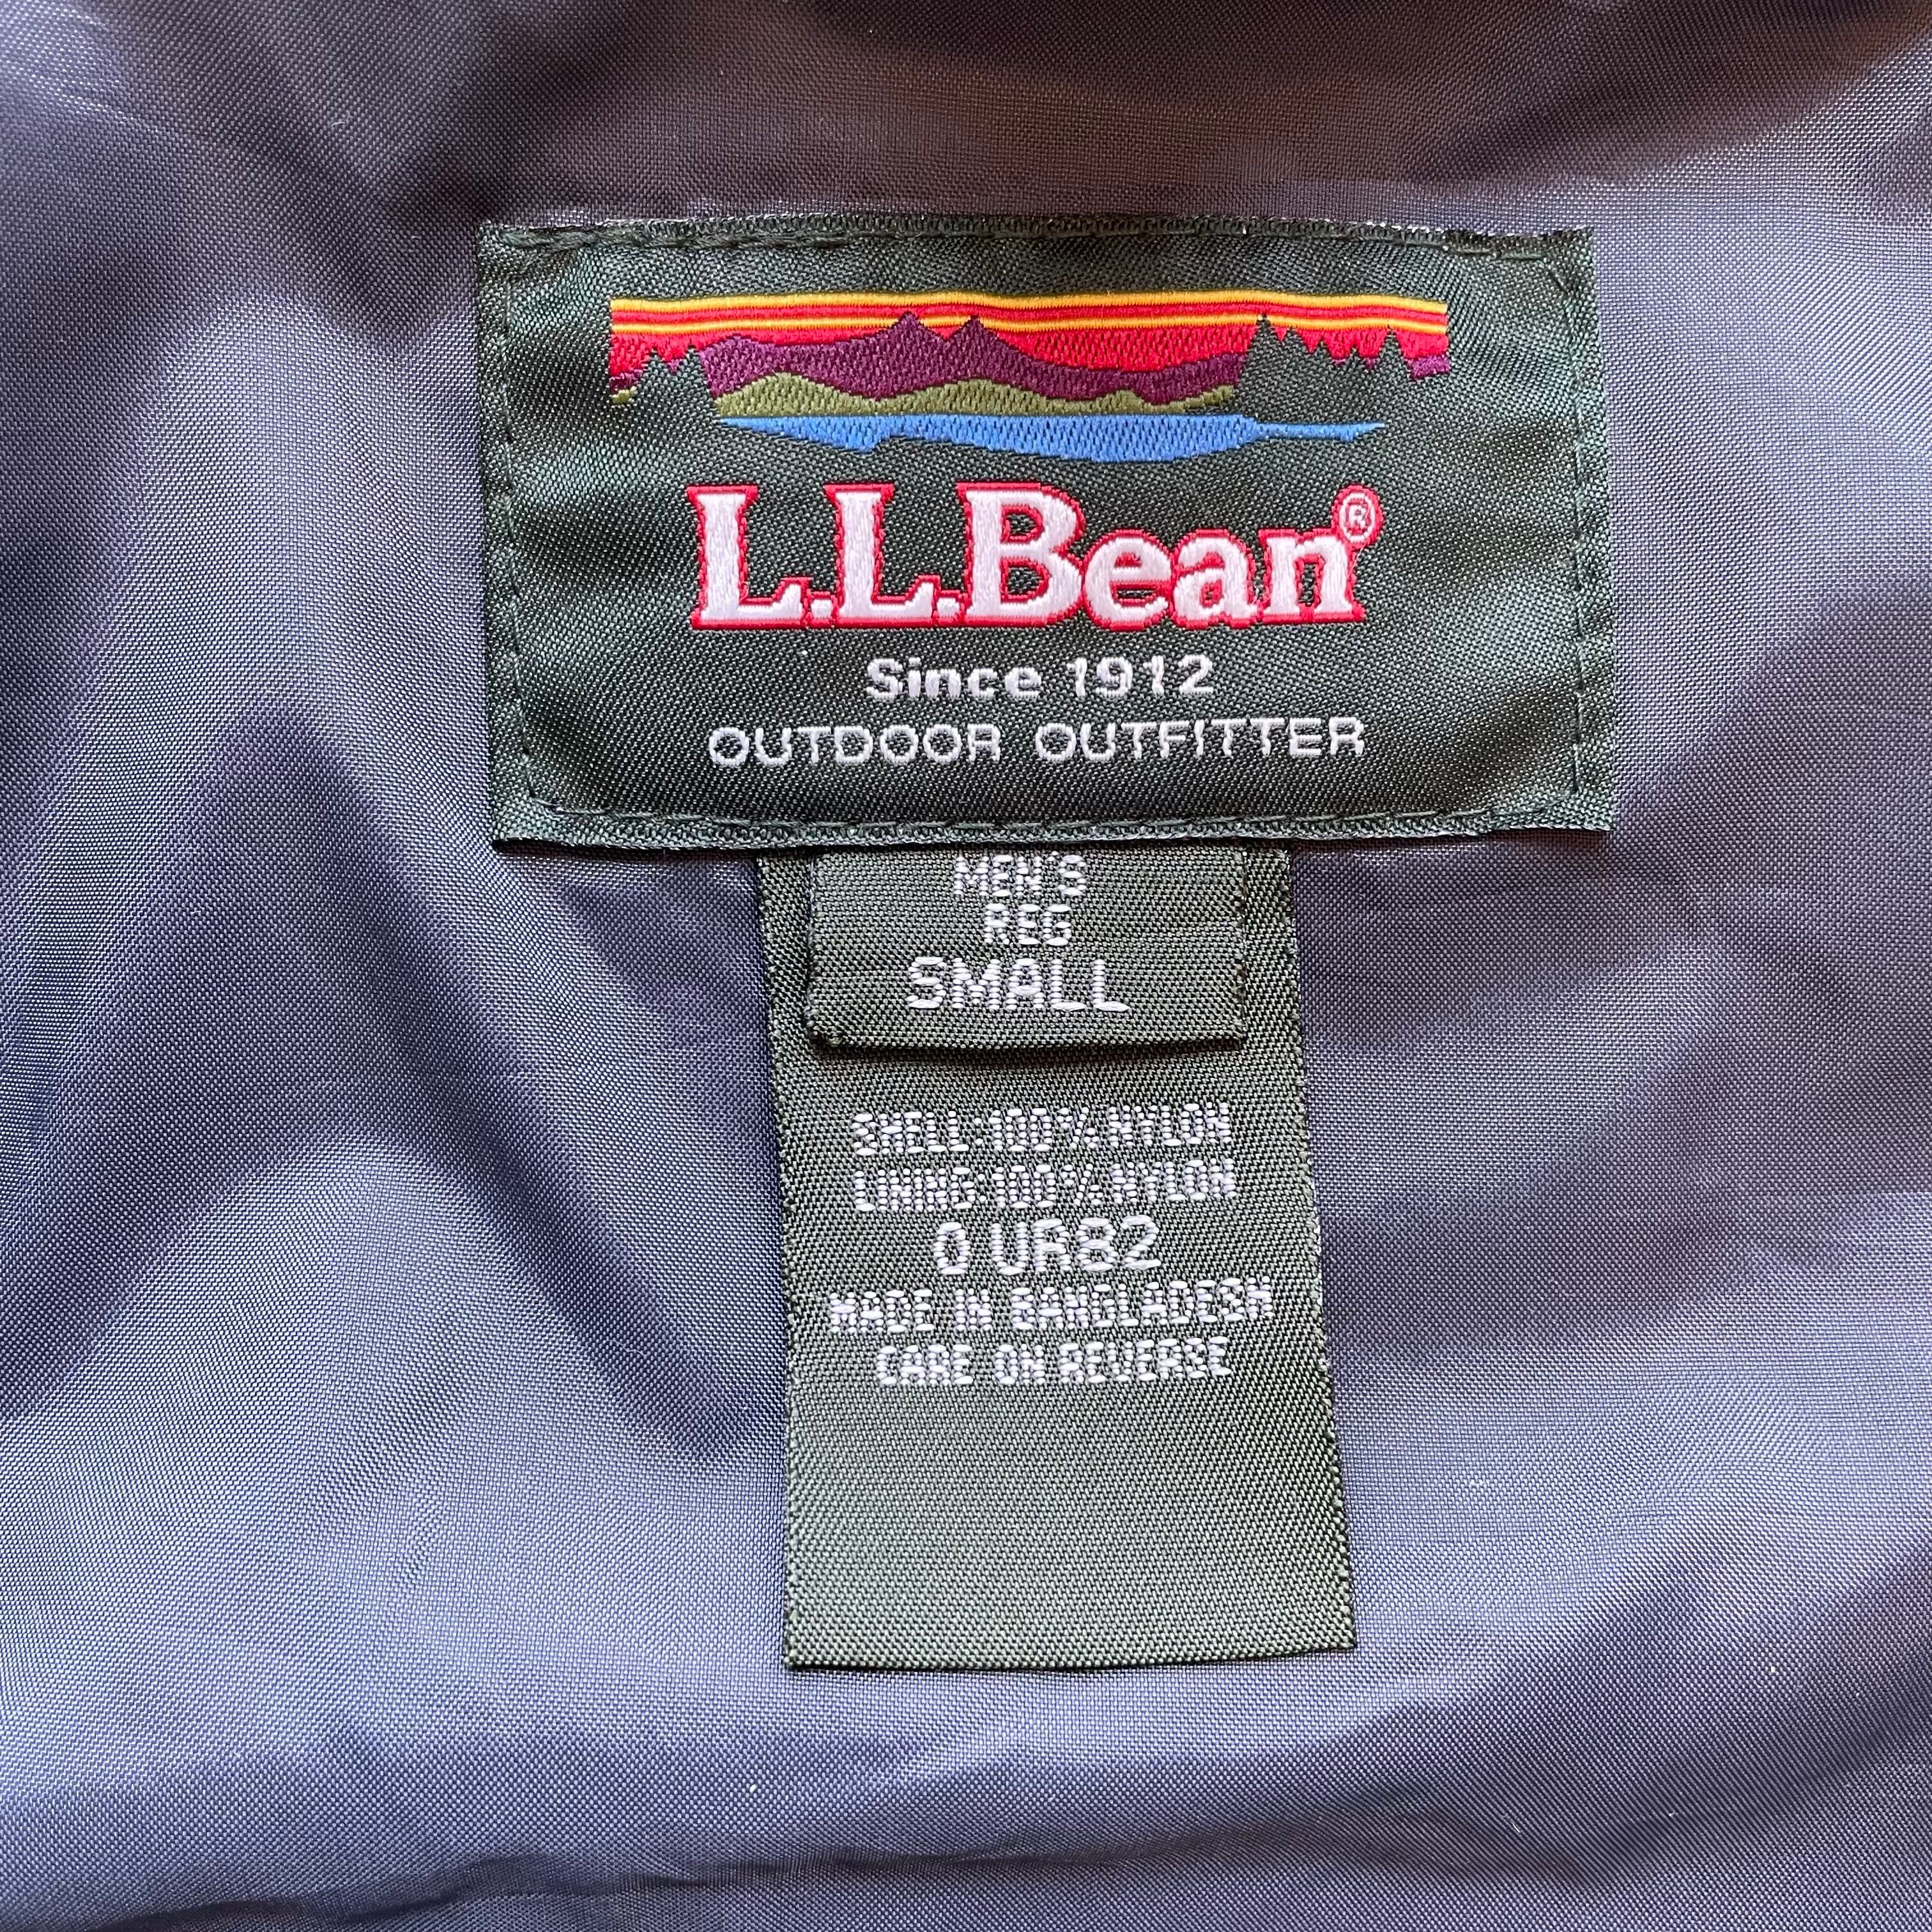 L.L.Bean®
Since 1912
OUTDOOR OUTFITTER
MEN'S
REG
SMALL
SHELL:100%NYLON
LINING:100%NYLON
0 UR82
MADE IN BANGLADESH
CARE ON REVERSE